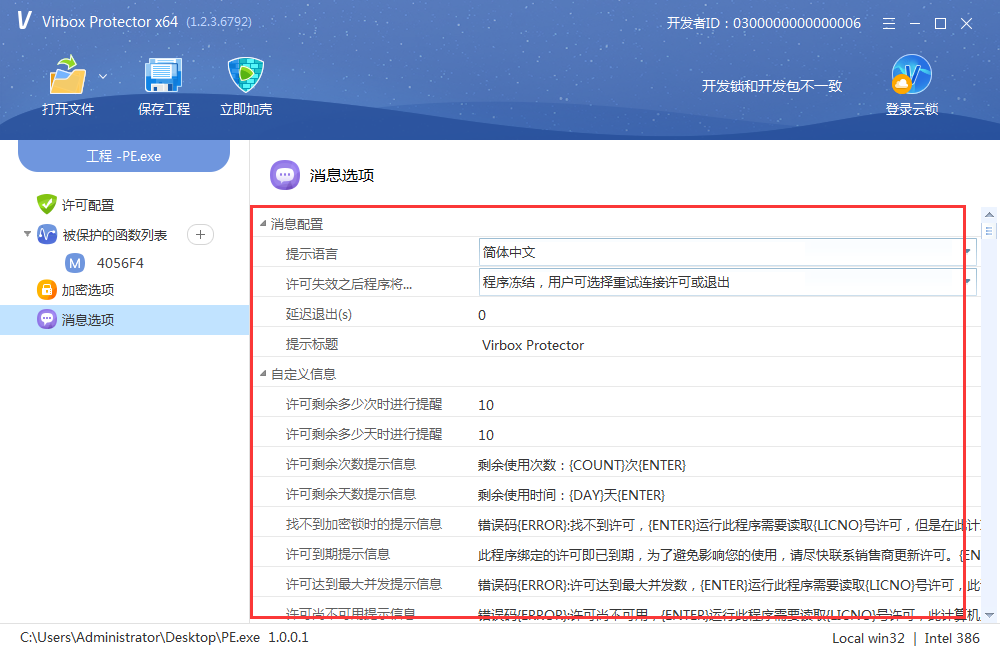 V Virbox Protector x64 (1.2.3.6792) 开发者ID：0300000000000006
打开文件 保存工程 立即加壳 开发锁和开发包不一致 登录云锁
工程 -PE.exe
许可配置
被保护的函数列表
M 4056F4
加密选项
消息选项
消息选项
消息配置
提示语言 简体中文
许可失效之后程序将... 程序冻结，用户可选择重试连接许可或退出
延迟退出(s) 0
提示标题 Virbox Protector
自定义信息
许可剩余多少次时进行提醒 10
许可剩余多少天时进行提醒 10
许可剩余次数提示信息 剩余使用次数：{COUNT}次{ENTER}
许可剩余天数提示信息 剩余使用时间：{DAY}天{ENTER}
找不到加密锁时的提示信息 错误码{ERROR}:找不到许可，{ENTER}运行此程序需要读取{LICNO}号许可，但是在此计
许可到期提示信息 此程序绑定的许可即已到期，为了避免影响您的使用，请尽快联系销售商更新许可。{EN
许可达到最大并发提示信息 错误码{ERROR}:许可达到最大并发数，{ENTER}运行此程序需要读取{LICNO}号许可，此
许可尚不可用提示信息 错误码{ERROR}:许可尚不可用，{ENTER}运行此程序需要读取{LICNO}号许可，此计算机
C:\Users\Administrator\Desktop\PE.exe 1.0.0.1 Local win32 | Intel 386